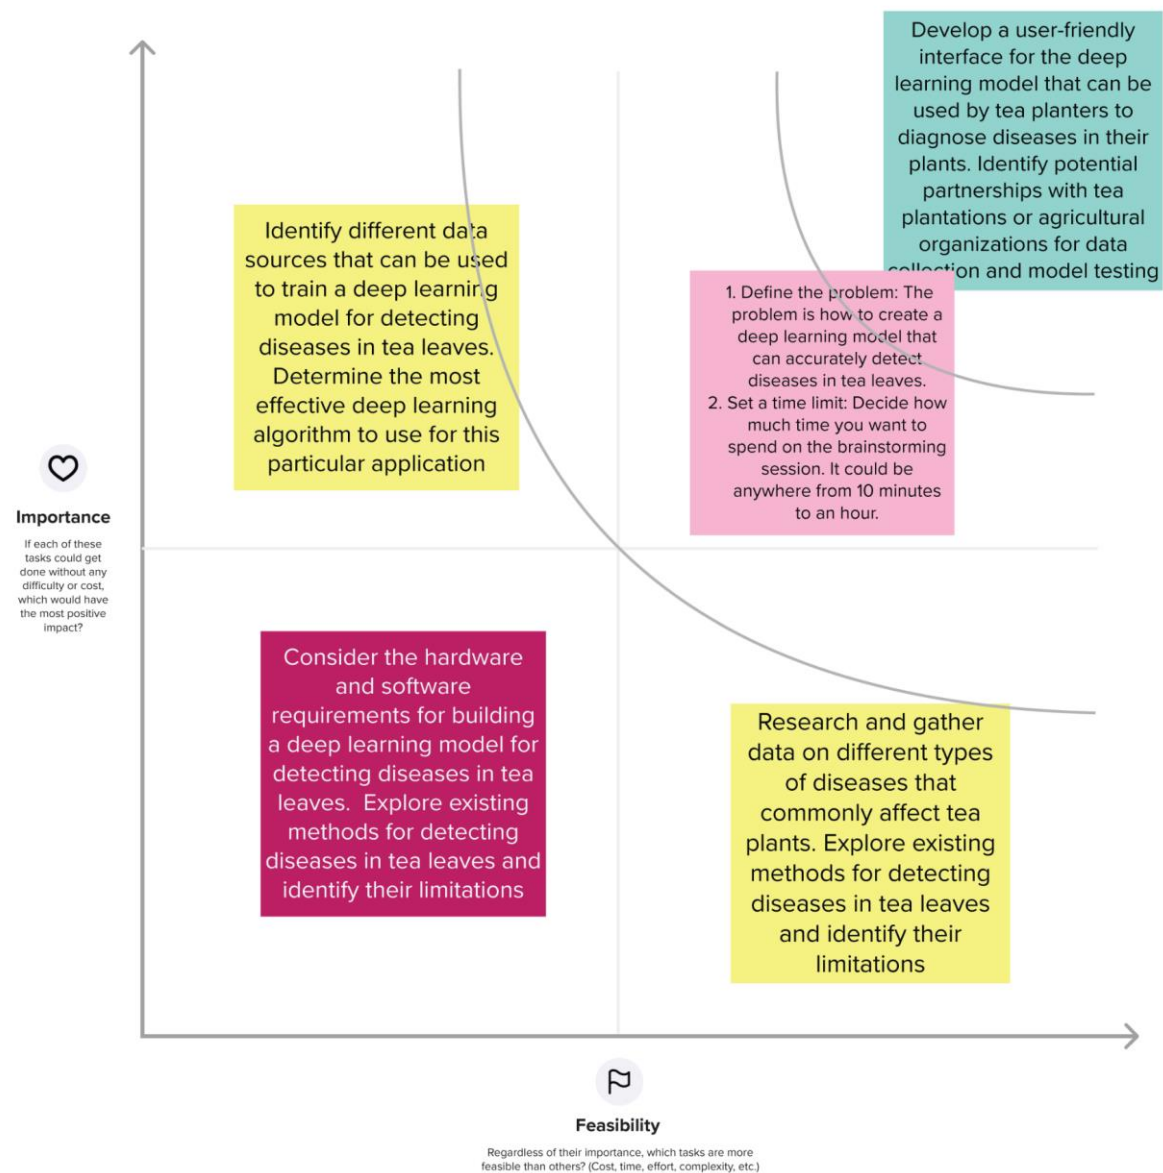 Develop a user-friendly
interface for the deep
learning model that can be
used by tea planters to
diagnose diseases in their
plants. Identify potential
partnerships with tea
plantations or agricultural
organizations for data
collection and model testing
Identify different data
sources that can be used
to train a deep learning
model for detecting
diseases in tea leaves.
Determine the most
effective deep learning
algorithm to use for this
particular application
1. Define the problem: The
problem is how to create a
deep learning model that
can accurately detect
diseases in tea leaves.
2. Set a time limit: Decide how
much time you want to
spend on the brainstorming
session. It could be
anywhere from 10 minutes
to an hour.
Importance
If each of these
tasks could get
done without any
difficulty or cost,
which would have
the most positive
impact?
Consider the hardware
and software
requirements for building
a deep learning model for
detecting diseases in tea
leaves. Explore existing
methods for detecting
diseases in tea leaves and
identify their limitations
Research and gather
data on different types
of diseases that
commonly affect tea
plants. Explore existing
methods for detecting
diseases in tea leaves
and identify their
limitations
Feasibility
Regardless of their importance, which tasks are more
feasible than others? (Cost, time, effort, complexity, etc.)